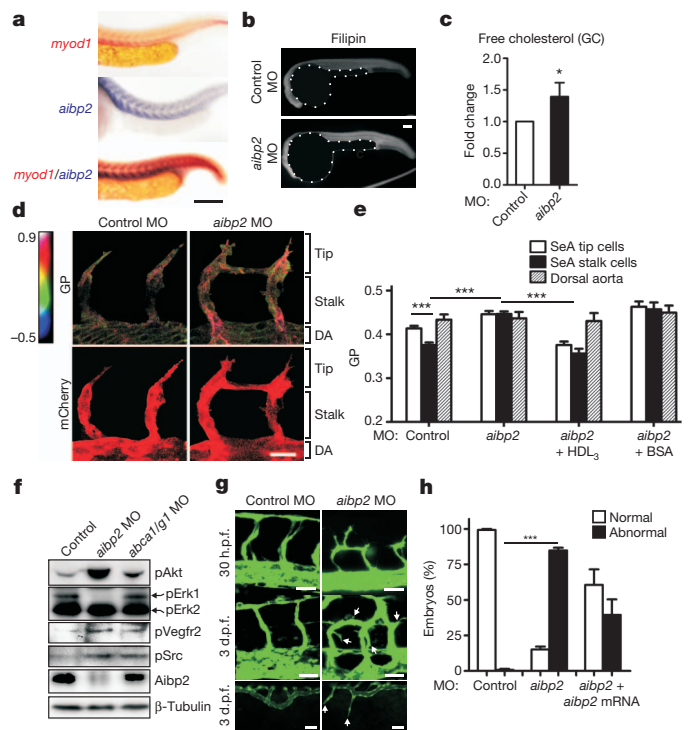 a
myod1
aibp2
myod1/aibp2
b
Filipin
Control MO
aibp2 MO
c
Free cholesterol (GC)
Fold change
2.0
1.5
1.0
0.5
0.0
*
MO:
Control
aibp2
d
Control MO
aibp2 MO
0.9
−0.5
GP
Tip
Stalk
DA
mCherry
Tip
Stalk
DA
e
SeA tip cells
SeA stalk cells
Dorsal aorta
GP
0.5
0.4
0.3
0.2
***
***
***
MO:
Control
aibp2
aibp2 + HDL3
aibp2 + BSA
f
Control
aibp2 MO
abca1/g1 MO
pAkt
pErk1
pErk2
pVegfr2
pSrc
Aibp2
β-Tubulin
g
Control MO
aibp2 MO
30 h.p.f.
3 d.p.f.
3 d.p.f.
h
Normal
Abnormal
Embryos (%)
100
75
50
25
0
***
MO:
Control
aibp2
aibp2 +
aibp2 mRNA